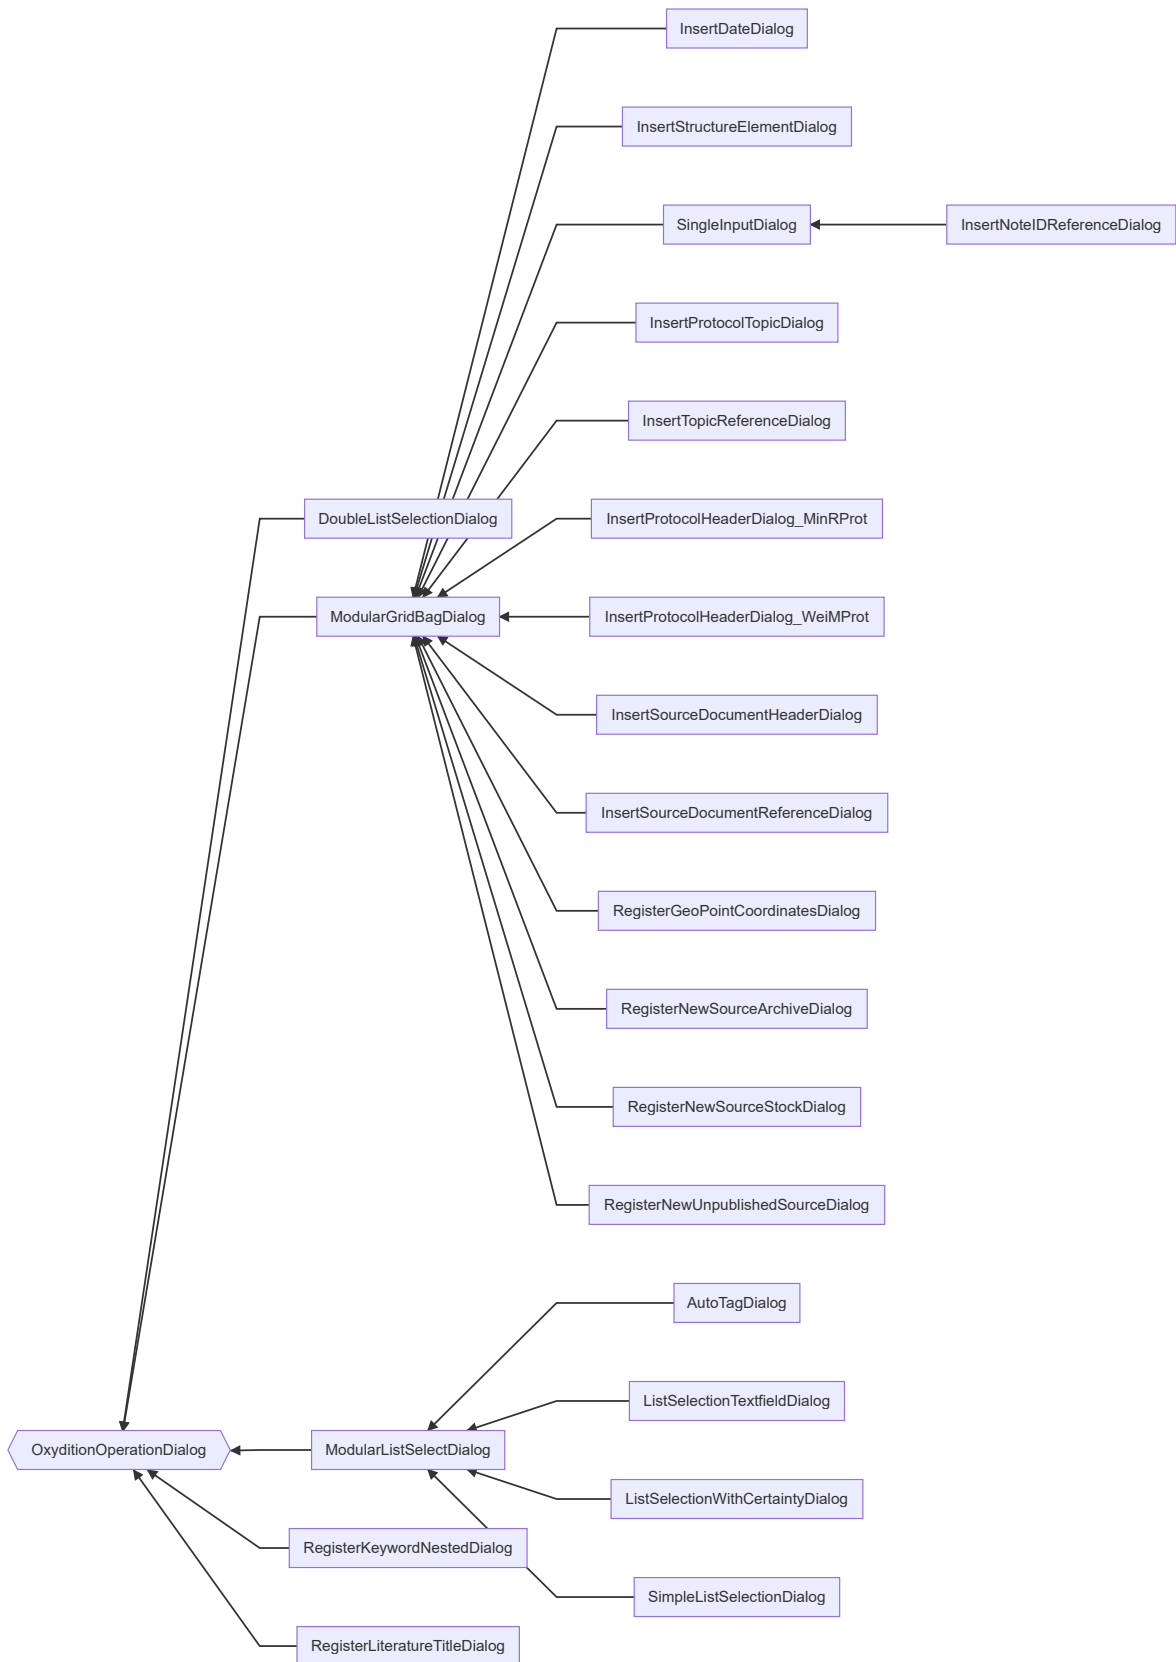 InsertDateDialog
InsertStructureElementDialog
SingleInputDialog
InsertNoteIDReferenceDialog
InsertProtocolTopicDialog
InsertTopicReferenceDialog
DoubleListSelectionDialog
InsertProtocolHeaderDialog_MinRProt
ModularGridBagDialog
InsertProtocolHeaderDialog_WeiMProt
InsertSourceDocumentHeaderDialog
InsertSourceDocumentReferenceDialog
RegisterGeoPointCoordinatesDialog
RegisterNewSourceArchiveDialog
RegisterNewSourceStockDialog
RegisterNewUnpublishedSourceDialog
AutoTagDialog
ListSelectionTextfieldDialog
OxyditionOperationDialog
ModularListSelectDialog
ListSelectionWithCertaintyDialog
RegisterKeywordNestedDialog
SimpleListSelectionDialog
RegisterLiteratureTitleDialog